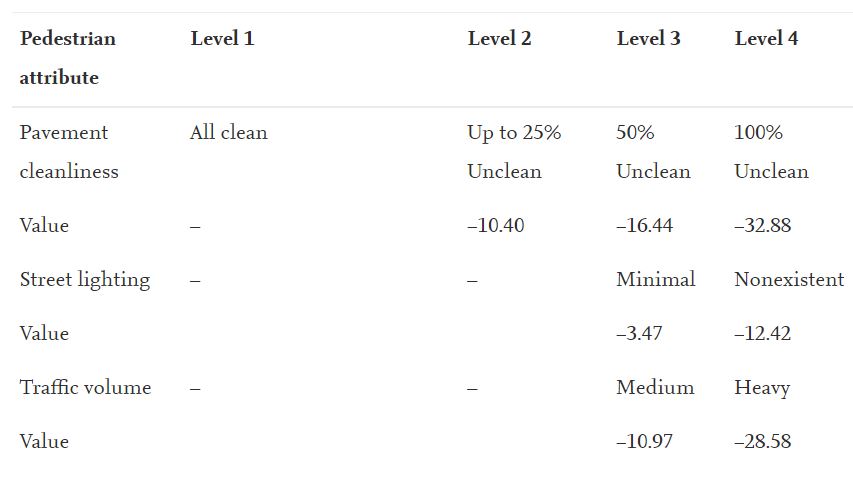 Pedestrian attribute Level 1 Level 2 Level 3 Level 4
Pavement cleanliness All clean Up to 25% Unclean 50% Unclean 100% Unclean
Value – –10.40 –16.44 –32.88
Street lighting – – Minimal Nonexistent
Value –3.47 –12.42
Traffic volume – – Medium Heavy
Value –10.97 –28.58